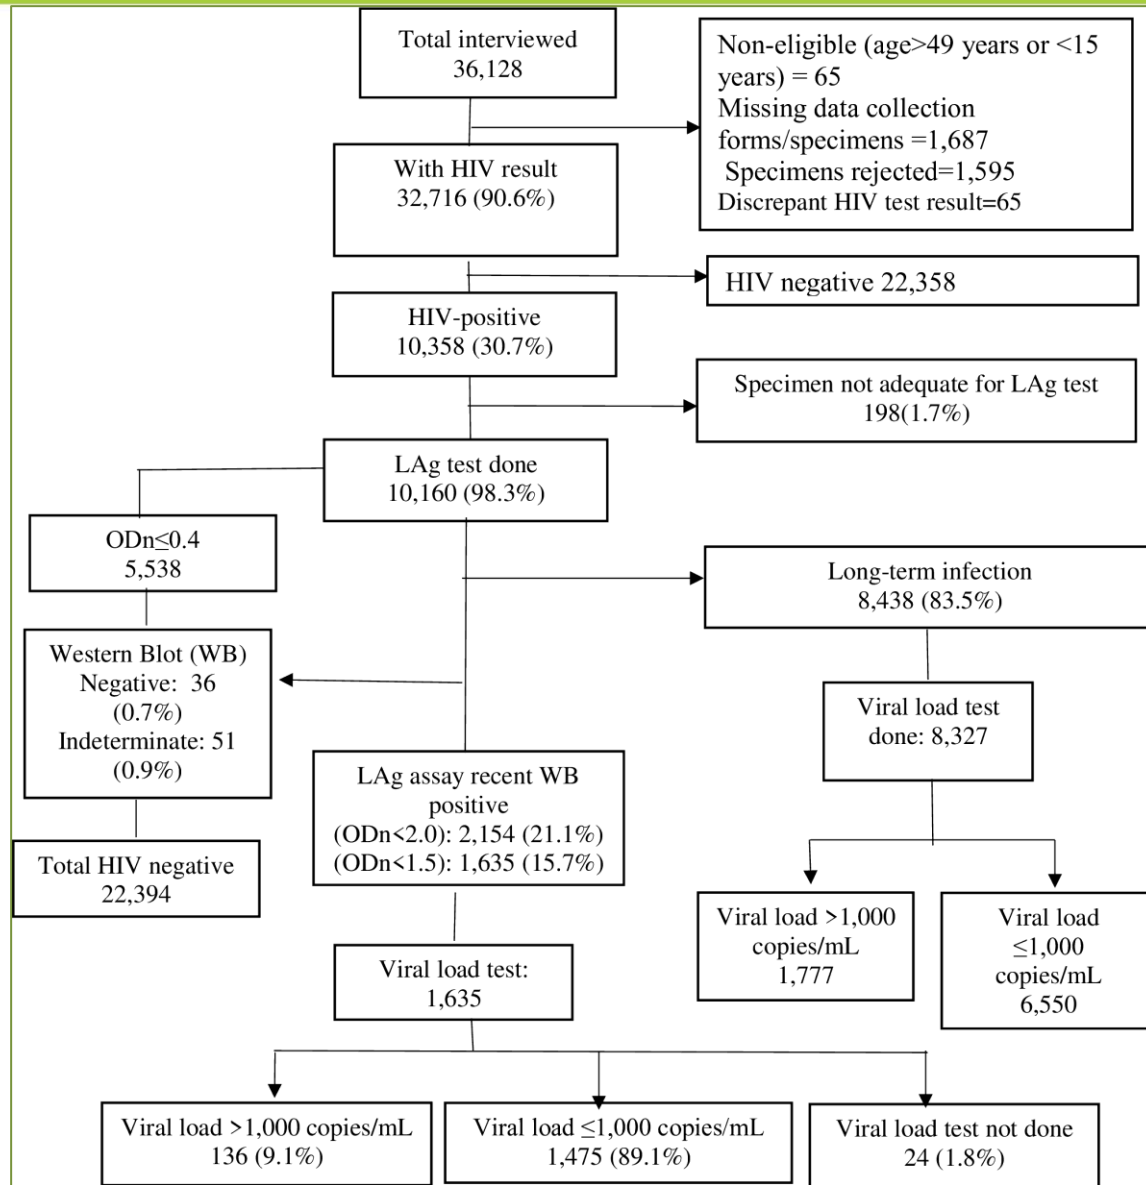 Total interviewed
36,128
Non-eligible (age>49 years or <15
years) = 65
Missing data collection
forms/specimens =1,687
Specimens rejected=1,595
Discrepant HIV test result=65
With HIV result
32,716 (90.6%)
HIV negative 22,358
HIV-positive
10,358 (30.7%)
Specimen not adequate for LAg test
198(1.7%)
LAg test done
10,160 (98.3%)
ODn≤0.4
5,538
Long-term infection
8,438 (83.5%)
Western Blot (WB)
Negative: 36
(0.7%)
Indeterminate: 51
(0.9%)
Viral load test
done: 8,327
LAg assay recent WB
positive
(ODn<2.0): 2,154 (21.1%)
(ODn<1.5): 1,635 (15.7%)
Total HIV negative
22,394
Viral load >1,000
copies/mL
1,777
Viral load
≤1,000
copies/mL
6,550
Viral load test:
1,635
Viral load >1,000 copies/mL
136 (9.1%)
Viral load ≤1,000 copies/mL
1,475 (89.1%)
Viral load test not done
24 (1.8%)